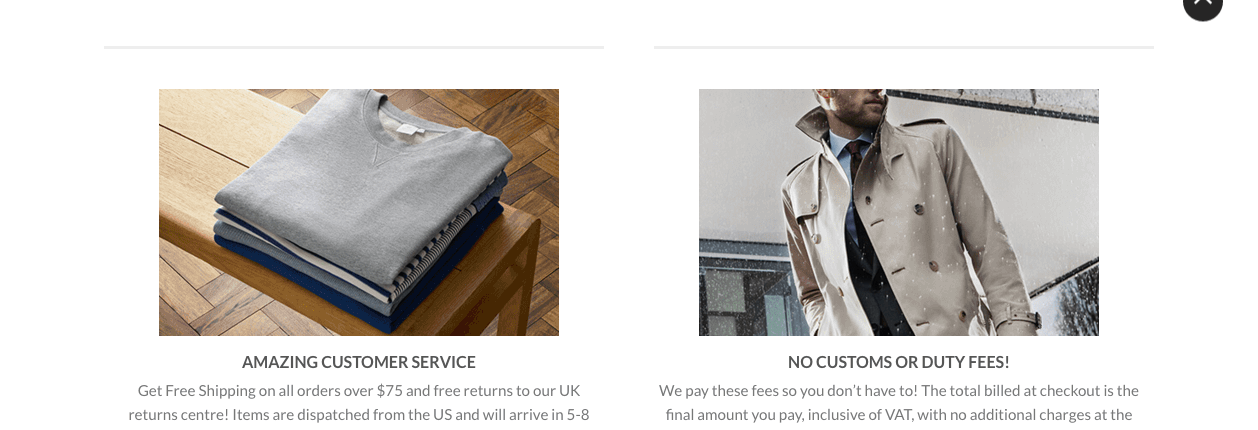 AMAZING CUSTOMER SERVICE
Get Free Shipping on all orders over $75 and free returns to our UK
returns centre! Items are dispatched from the US and will arrive in 5-8
NO CUSTOMS OR DUTY FEES!
We pay these fees so you don’t have to! The total billed at checkout is the
final amount you pay, inclusive of VAT, with no additional charges at the